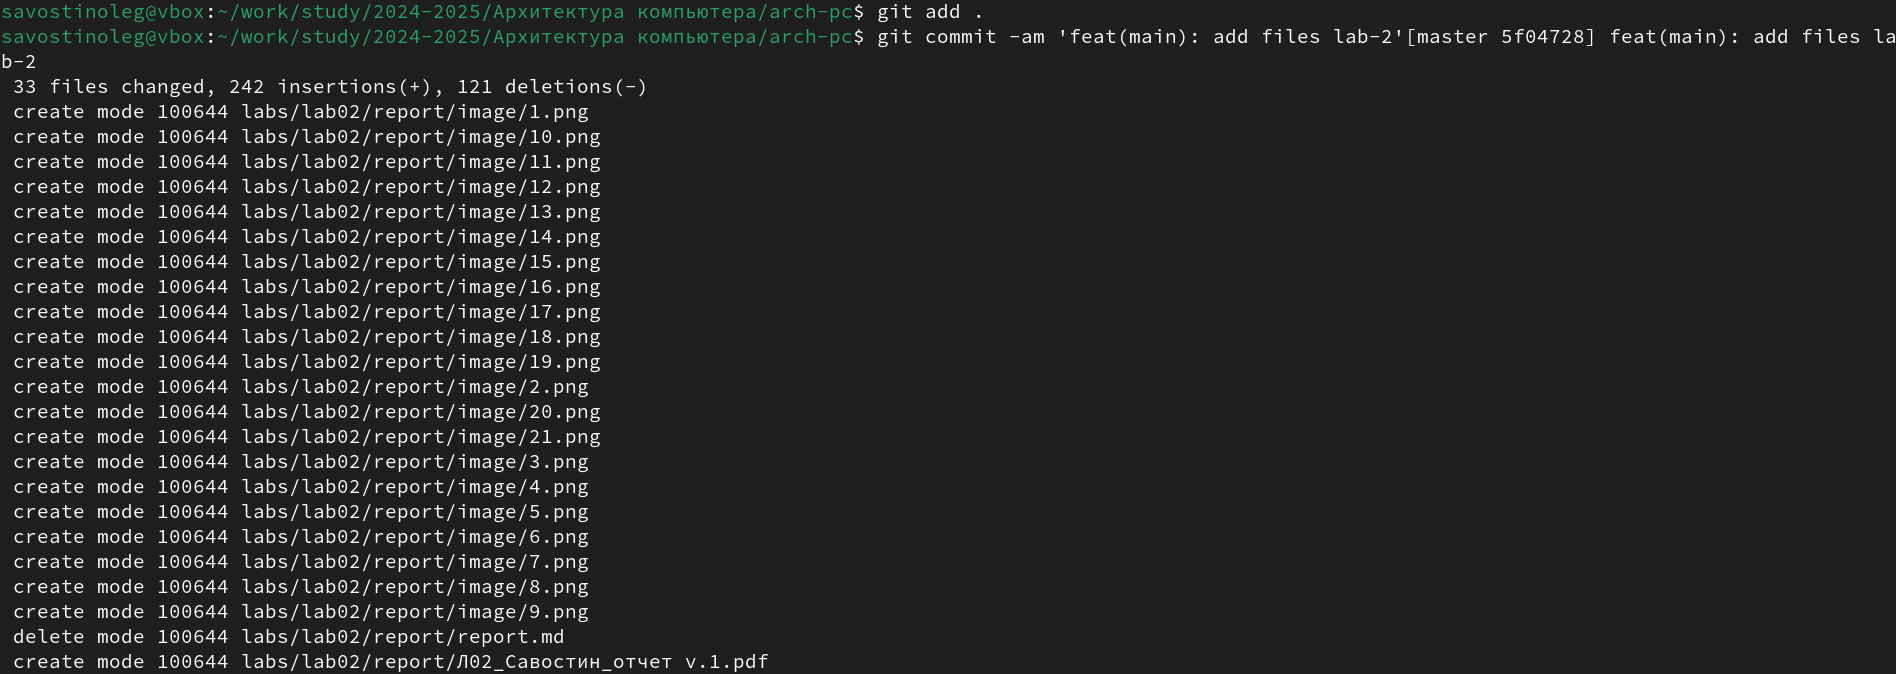 savostinoleg@vbox:~/work/study/2024-2025/Архитектура компьютера/arch-pc$ git add .
savostinoleg@vbox:~/work/study/2024-2025/Архитектура компьютера/arch-pc$ git commit -am 'feat(main): add files lab-2'[master 5f04728] feat(main): add files la
b-2
33 files changed, 242 insertions(+), 121 deletions(-)
create mode 100644 labs/lab02/report/image/1.png
create mode 100644 labs/lab02/report/image/10.png
create mode 100644 labs/lab02/report/image/11.png
create mode 100644 labs/lab02/report/image/12.png
create mode 100644 labs/lab02/report/image/13.png
create mode 100644 labs/lab02/report/image/14.png
create mode 100644 labs/lab02/report/image/15.png
create mode 100644 labs/lab02/report/image/16.png
create mode 100644 labs/lab02/report/image/17.png
create mode 100644 labs/lab02/report/image/18.png
create mode 100644 labs/lab02/report/image/19.png
create mode 100644 labs/lab02/report/image/2.png
create mode 100644 labs/lab02/report/image/20.png
create mode 100644 labs/lab02/report/image/21.png
create mode 100644 labs/lab02/report/image/3.png
create mode 100644 labs/lab02/report/image/4.png
create mode 100644 labs/lab02/report/image/5.png
create mode 100644 labs/lab02/report/image/6.png
create mode 100644 labs/lab02/report/image/7.png
create mode 100644 labs/lab02/report/image/8.png
create mode 100644 labs/lab02/report/image/9.png
delete mode 100644 labs/lab02/report/report.md
create mode 100644 labs/lab02/report/Л02_Савостин_отчет v.1.pdf